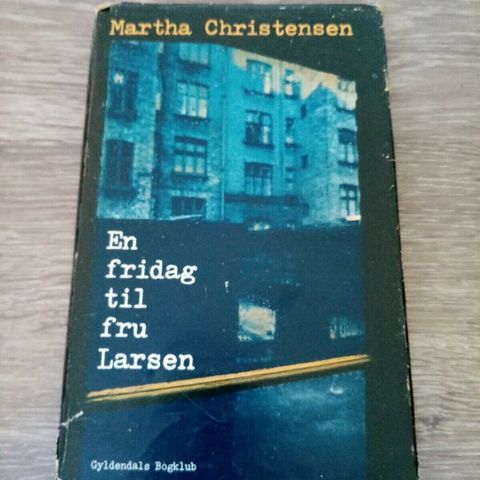 Martha Christensen
En
fridag
til
fru
Larsen
Gyldendals Bogklub